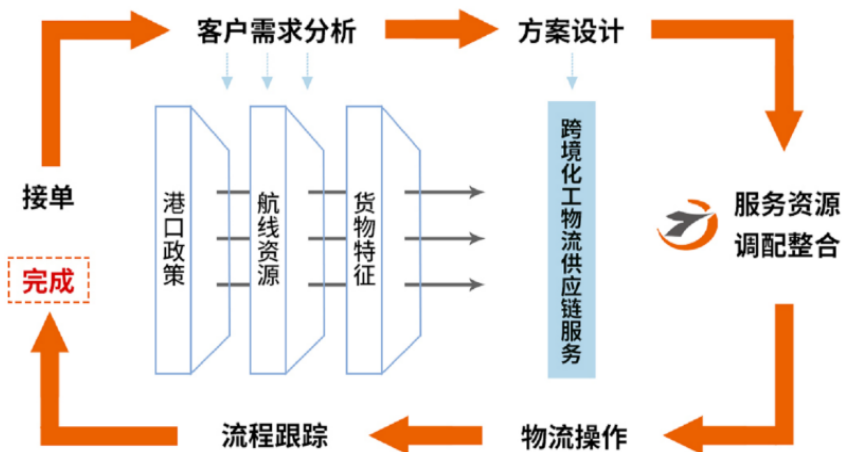 客户需求分析
方案设计
接单
港口政策
航线资源
货物特征
跨境化工物流供应链服务
服务资源
调配整合
完成
流程跟踪
物流操作